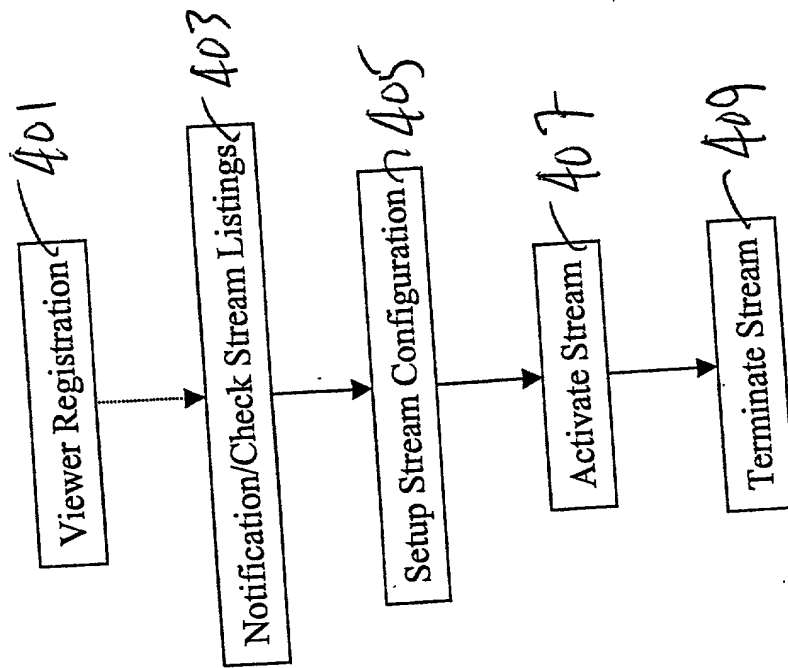 Viewer Registration 401
Notification/Check Stream Listings 403
Setup Stream Configuration 405
Activate Stream 407
Terminate Stream 409